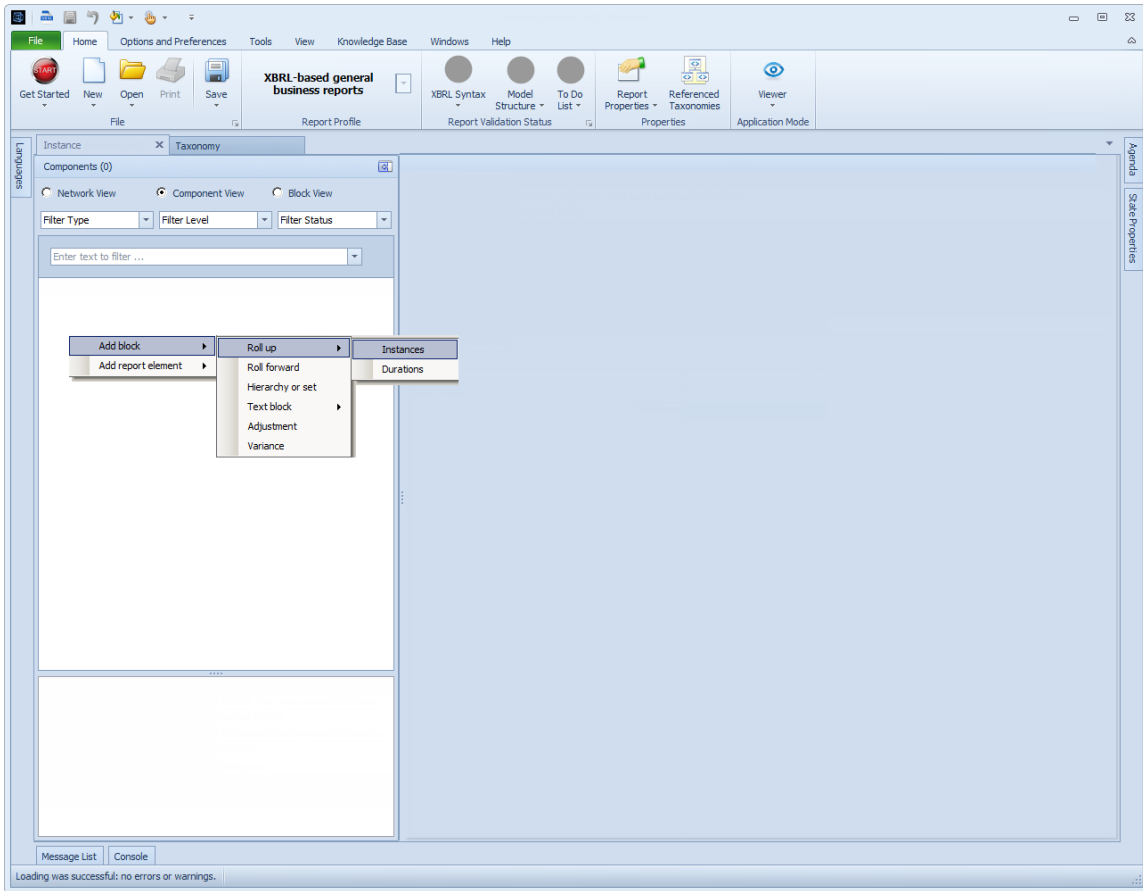 File Home Options and Preferences Tools View Knowledge Base Windows Help
START
Get Started New Open Print Save
XBRL-based general
business reports
XBRL Syntax Model
Structure To Do
List Report
Properties Referenced
Taxonomies Viewer
File Report Profile Report Validation Status Properties Application Mode
Languages
Instance Taxonomy
Agenda
State Properties
Components (0)
Network View Component View Block View
Filter Type Filter Level Filter Status
Enter text to filter ...
Add block Roll up Instances
Add report element Roll forward Durations
Hierarchy or set
Text block
Adjustment
Variance
Message List Console
Loading was successful: no errors or warnings.